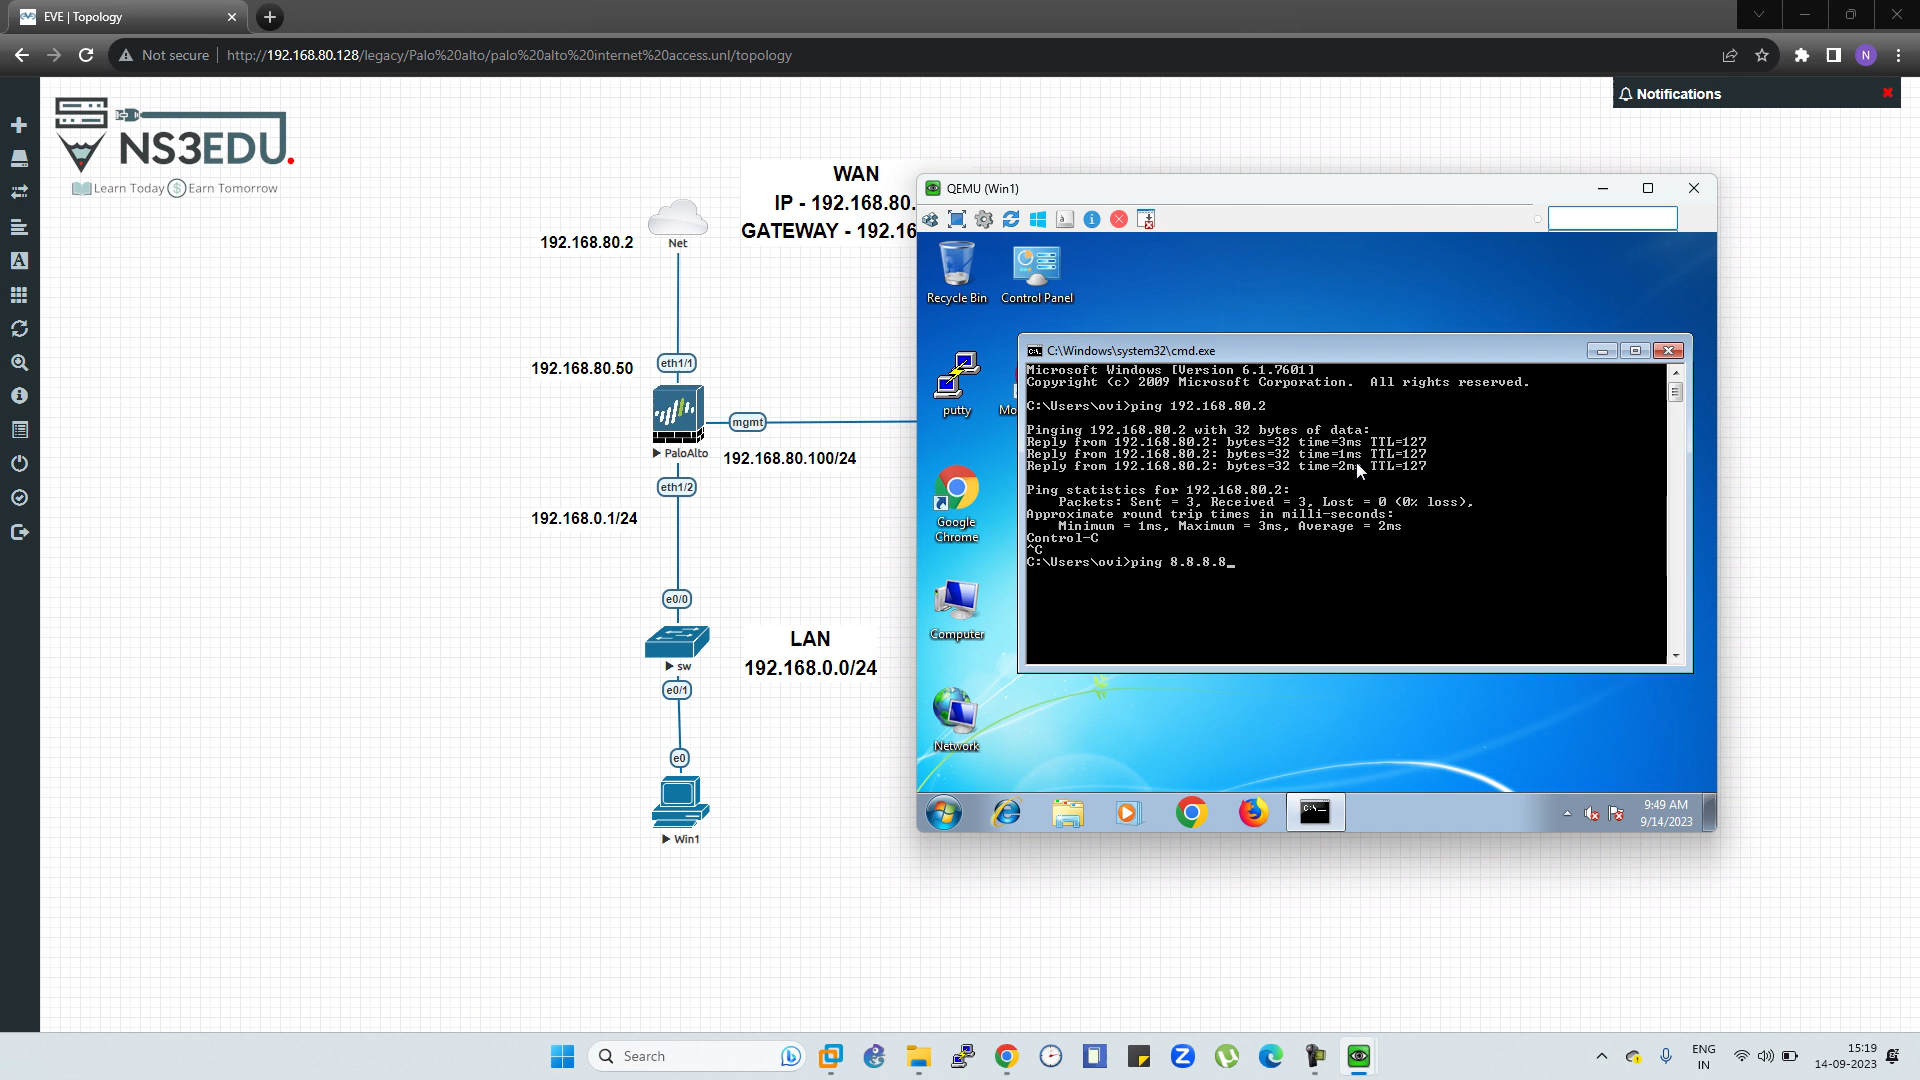 EVE | Topology
Not secure
http://192.168.80.128/legacy/Palo%20alto/palo%20alto%20internet%20access.unl/topology
N
Notifications
NS3EDU.
Learn Today $ Earn Tomorrow
WAN
IP - 192.168.80.
GATEWAY - 192.16
192.168.80.2
Net
192.168.80.50
eth1/1
mgmt
PaloAlto
192.168.80.100/24
eth1/2
192.168.0.1/24
e0/0
LAN
192.168.0.0/24
sw
e0/1
e0
Win1
QEMU (Win1)
Recycle Bin
Control Panel
putty
Mo
Google
Chrome
Computer
Network
C:\Windows\system32\cmd.exe
Microsoft Windows [Version 6.1.7601]
Copyright (c) 2009 Microsoft Corporation. All rights reserved.
C:\Users\ovi>ping 192.168.80.2
Pinging 192.168.80.2 with 32 bytes of data:
Reply from 192.168.80.2: bytes=32 time=3ms TTL=127
Reply from 192.168.80.2: bytes=32 time=1ms TTL=127
Reply from 192.168.80.2: bytes=32 time=2ms TTL=127
Ping statistics for 192.168.80.2:
Packets: Sent = 3, Received = 3, Lost = 0 (0% loss),
Approximate round trip times in milli-seconds:
Minimum = 1ms, Maximum = 3ms, Average = 2ms
Control-C
^C
C:\Users\ovi>ping 8.8.8.8_
9:49 AM
9/14/2023
Search
ENG
IN
15:19
14-09-2023